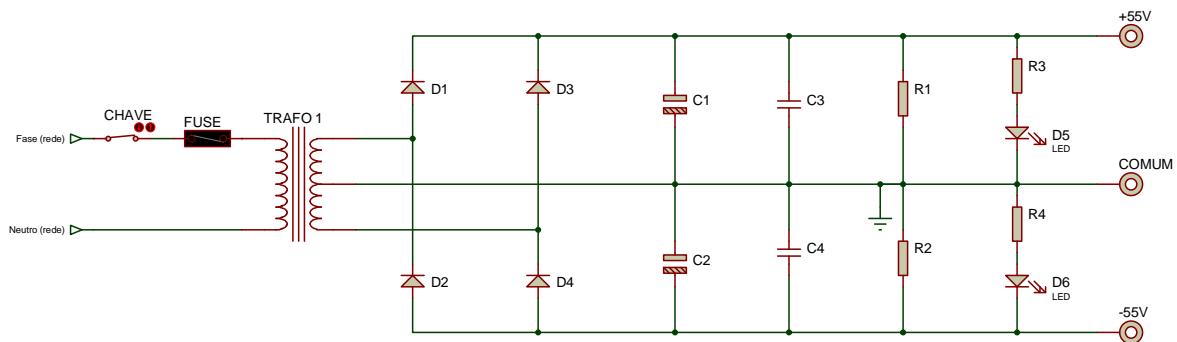 +55V
R3
D1
D3
C1
C3
R1
CHAVE
FUSE
TRAFO 1
Fase (rede)
D5
LED
COMUM
R4
Neutro (rede)
C2
C4
R2
D2
D4
D6
LED
-55V